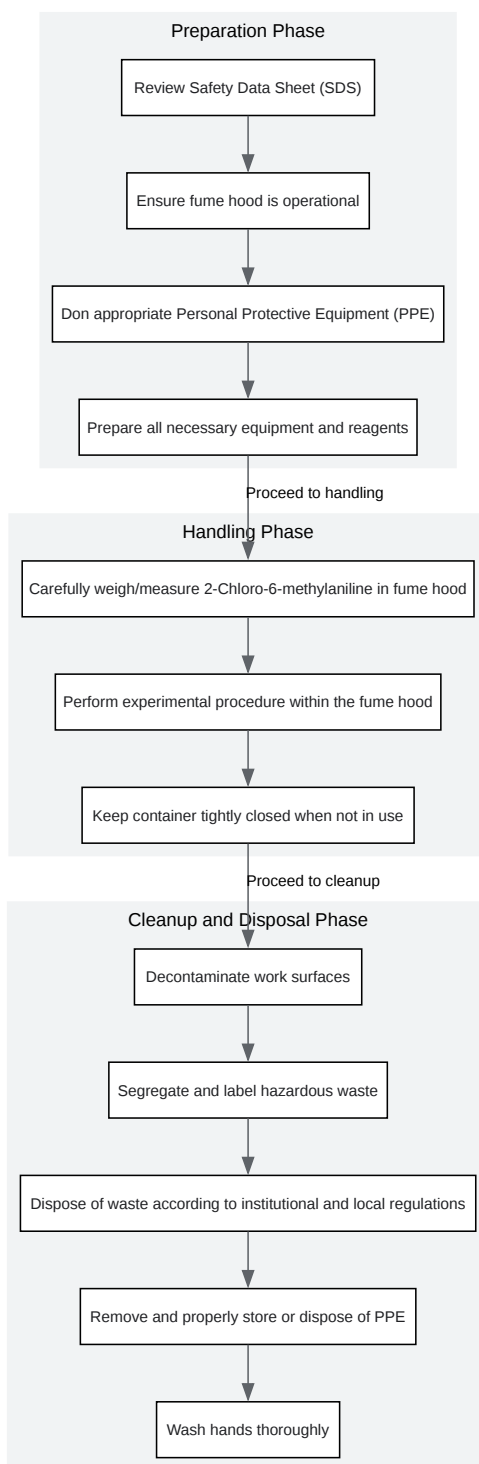 Preparation Phase
Review Safety Data Sheet (SDS)
Ensure fume hood is operational
Don appropriate Personal Protective Equipment (PPE)
Prepare all necessary equipment and reagents
Proceed to handling
Handling Phase
Carefully weigh/measure 2-Chloro-6-methylaniline in fume hood
Perform experimental procedure within the fume hood
Keep container tightly closed when not in use
Proceed to cleanup
Cleanup and Disposal Phase
Decontaminate work surfaces
Segregate and label hazardous waste
Dispose of waste according to institutional and local regulations
Remove and properly store or dispose of PPE
Wash hands thoroughly